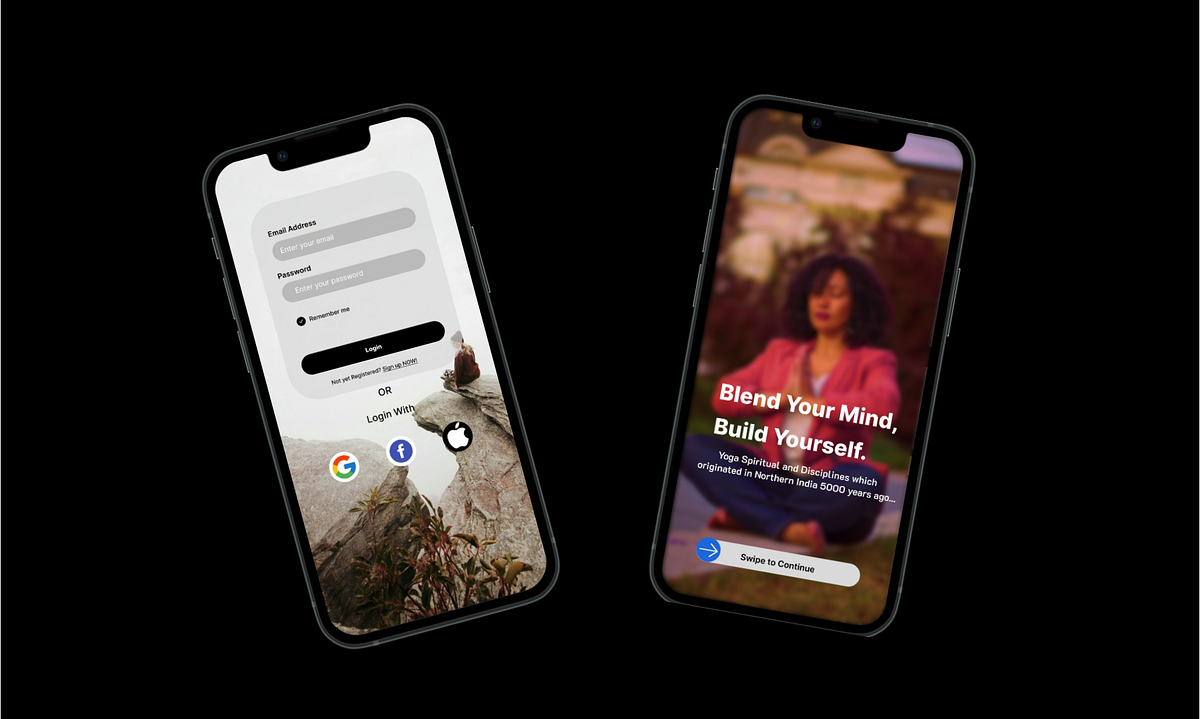 Email Address
Enter your email
Password
Enter your password
Remember me
Login
Not yet Registered? Sign up NOW!
OR
Login With
Blend Your Mind,
Build Yourself.
Yoga Spiritual and Disciplines which
originated in Northern India 5000 years ago...
Swipe to Continue